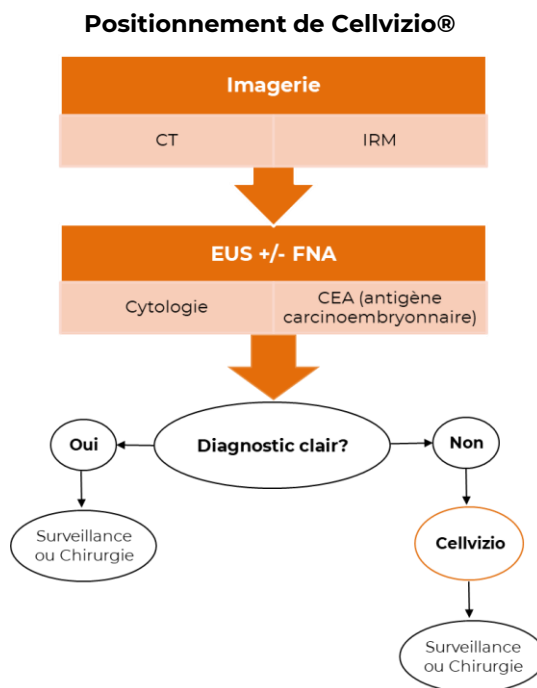 Positionnement de Cellvizio®
Imagerie
CT
IRM
EUS +/- FNA
Cytologie
CEA (antigène
carcinoembryonnaire)
Oui
Diagnostic clair?
Non
Surveillance
ou Chirurgie
Cellvizio
Surveillance
ou Chirurgie